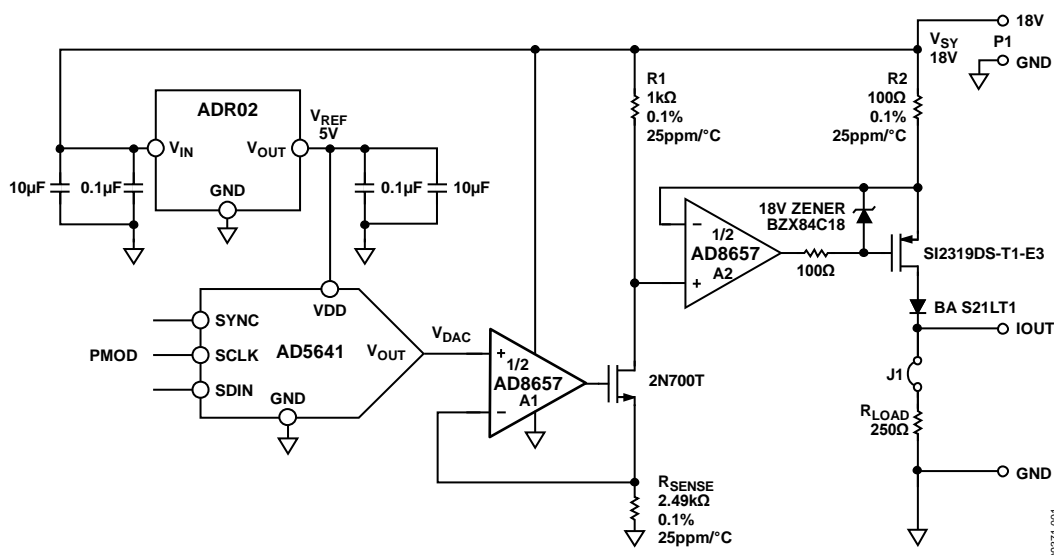 18V
VSY
18V
P1
GND
R1
1kΩ
0.1%
25ppm/°C
R2
100Ω
0.1%
25ppm/°C
ADR02
VIN
VOUT
GND
VREF
5V
10µF
0.1µF
0.1µF
10µF
18V ZENER
BZX84C18
–
1/2
AD8657
A2
+
100Ω
SI2319DS-T1-E3
BA S21LT1
IOUT
J1
RLOAD
250Ω
GND
VDD
SYNC
SCLK
SDIN
PMOD
AD5641
VOUT
GND
VDAC
+
1/2
AD8657
A1
–
2N700T
RSENSE
2.49kΩ
0.1%
25ppm/°C